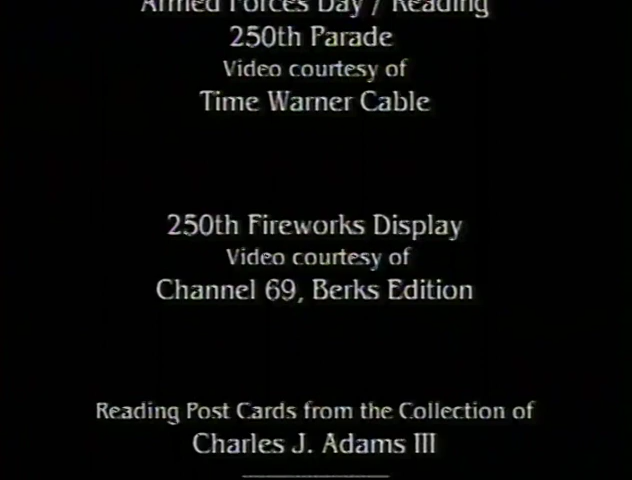 Armed Forces Day / Reading
250th Parade
Video courtesy of
Time Warner Cable
250th Fireworks Display
Video courtesy of
Channel 69, Berks Edition
Reading Post Cards from the Collection of
Charles J. Adams III